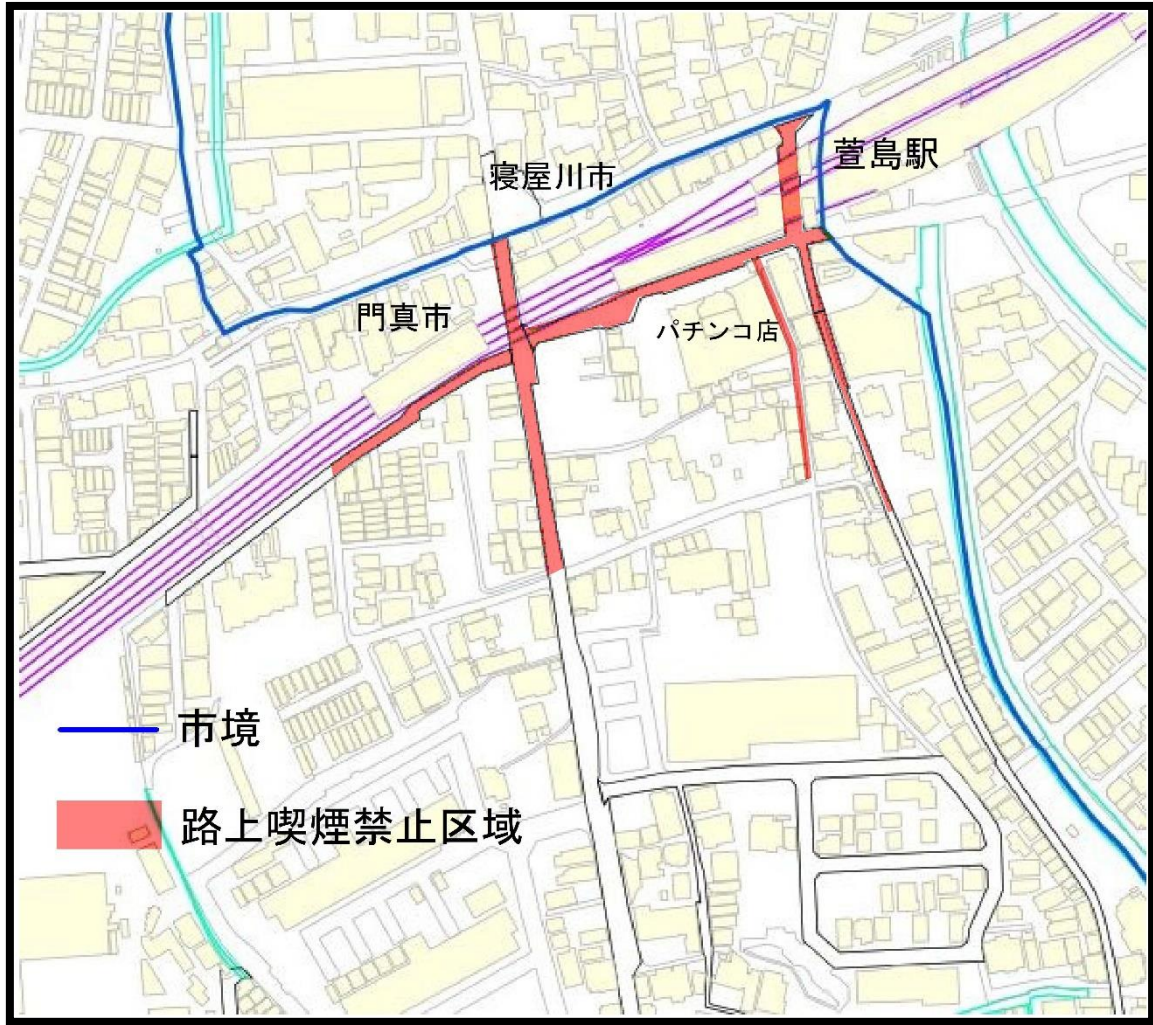 萱島駅
寝屋川市
門真市
パチンコ店
市境
路上喫煙禁止区域